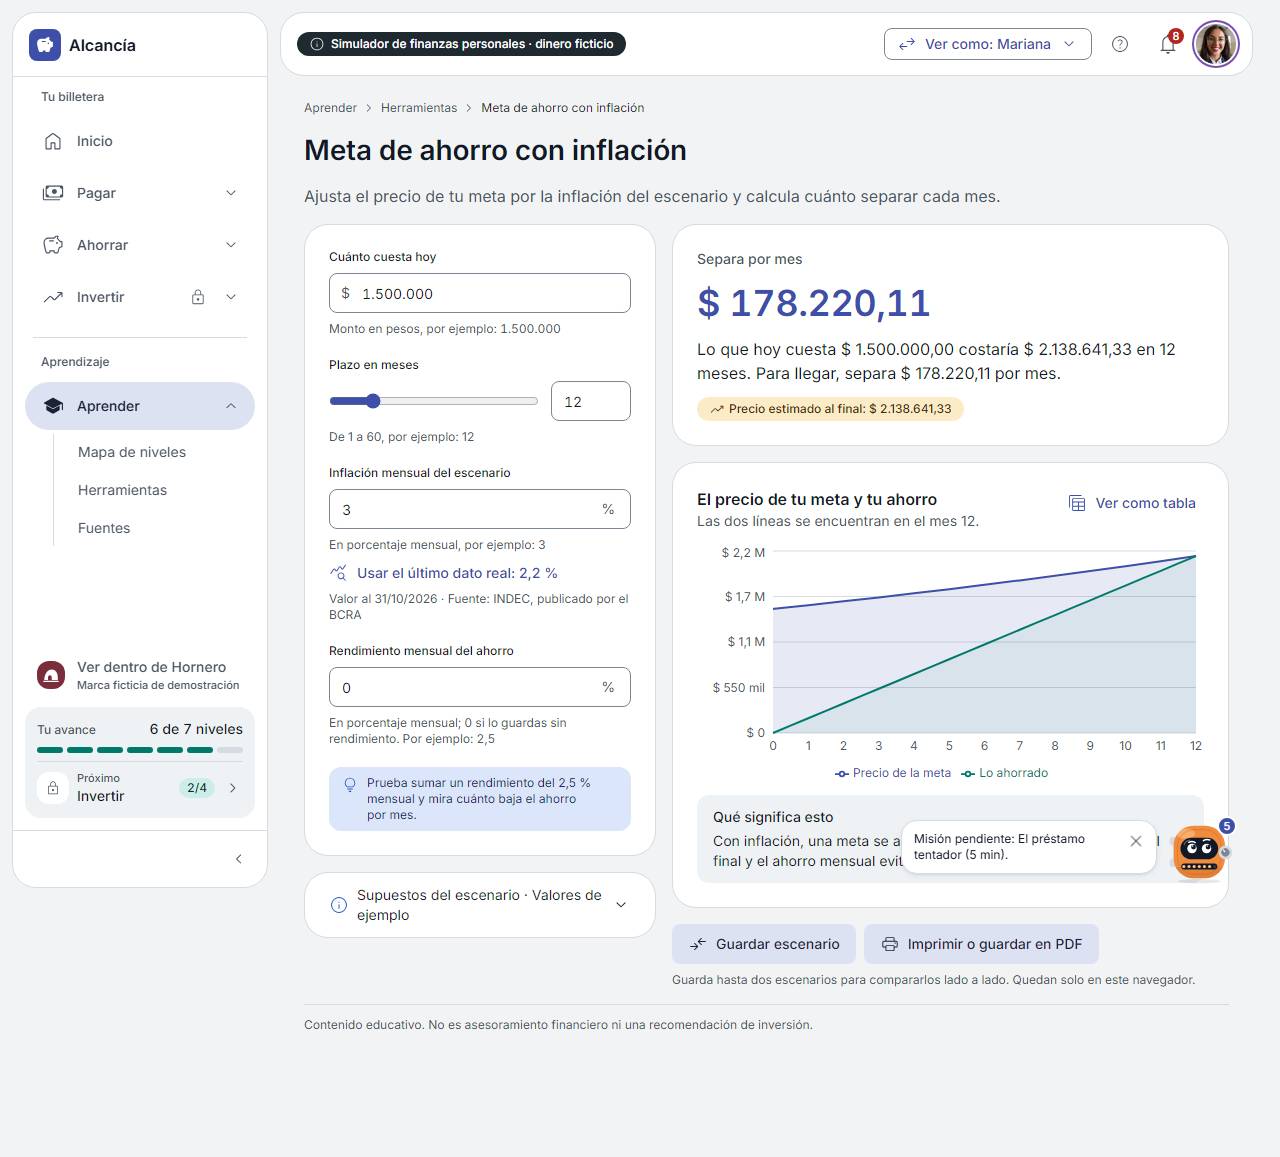 Alcancía
Tu billetera
Inicio
Pagar
Ahorrar
Invertir
Aprendizaje
Aprender
Mapa de niveles
Herramientas
Fuentes
Ver dentro de Hornero
Marca ficticia de demostración
Tu avance
6 de 7 niveles
Próximo
Invertir
2/4
Simulador de finanzas personales · dinero ficticio
Ver como: Mariana
8
Aprender
Herramientas
Meta de ahorro con inflación
Meta de ahorro con inflación
Ajusta el precio de tu meta por la inflación del escenario y calcula cuánto separar cada mes.
Cuánto cuesta hoy
$ 1.500.000
Monto en pesos, por ejemplo: 1.500.000
Plazo en meses
12
De 1 a 60, por ejemplo: 12
Inflación mensual del escenario
3 %
En porcentaje mensual, por ejemplo: 3
Usar el último dato real: 2,2 %
Valor al 31/10/2026 · Fuente: INDEC, publicado por el
BCRA
Rendimiento mensual del ahorro
0 %
En porcentaje mensual; 0 si lo guardas sin
rendimiento. Por ejemplo: 2,5
Prueba sumar un rendimiento del 2,5 %
mensual y mira cuánto baja el ahorro
por mes.
Supuestos del escenario · Valores de
ejemplo
Separa por mes
$ 178.220,11
Lo que hoy cuesta $ 1.500.000,00 costaría $ 2.138.641,33 en 12
meses. Para llegar, separa $ 178.220,11 por mes.
Precio estimado al final: $ 2.138.641,33
El precio de tu meta y tu ahorro
Las dos líneas se encuentran en el mes 12.
Ver como tabla
$ 2,2 M
$ 1,7 M
$ 1,1 M
$ 550 mil
$ 0
0 1 2 3 4 5 6 7 8 9 10 11 12
Precio de la meta
Lo ahorrado
Qué significa esto
Con inflación, una meta se a
final y el ahorro mensual evit
Misión pendiente: El préstamo
tentador (5 min).
5
Guardar escenario
Imprimir o guardar en PDF
Guarda hasta dos escenarios para compararlos lado a lado. Quedan solo en este navegador.
Contenido educativo. No es asesoramiento financiero ni una recomendación de inversión.